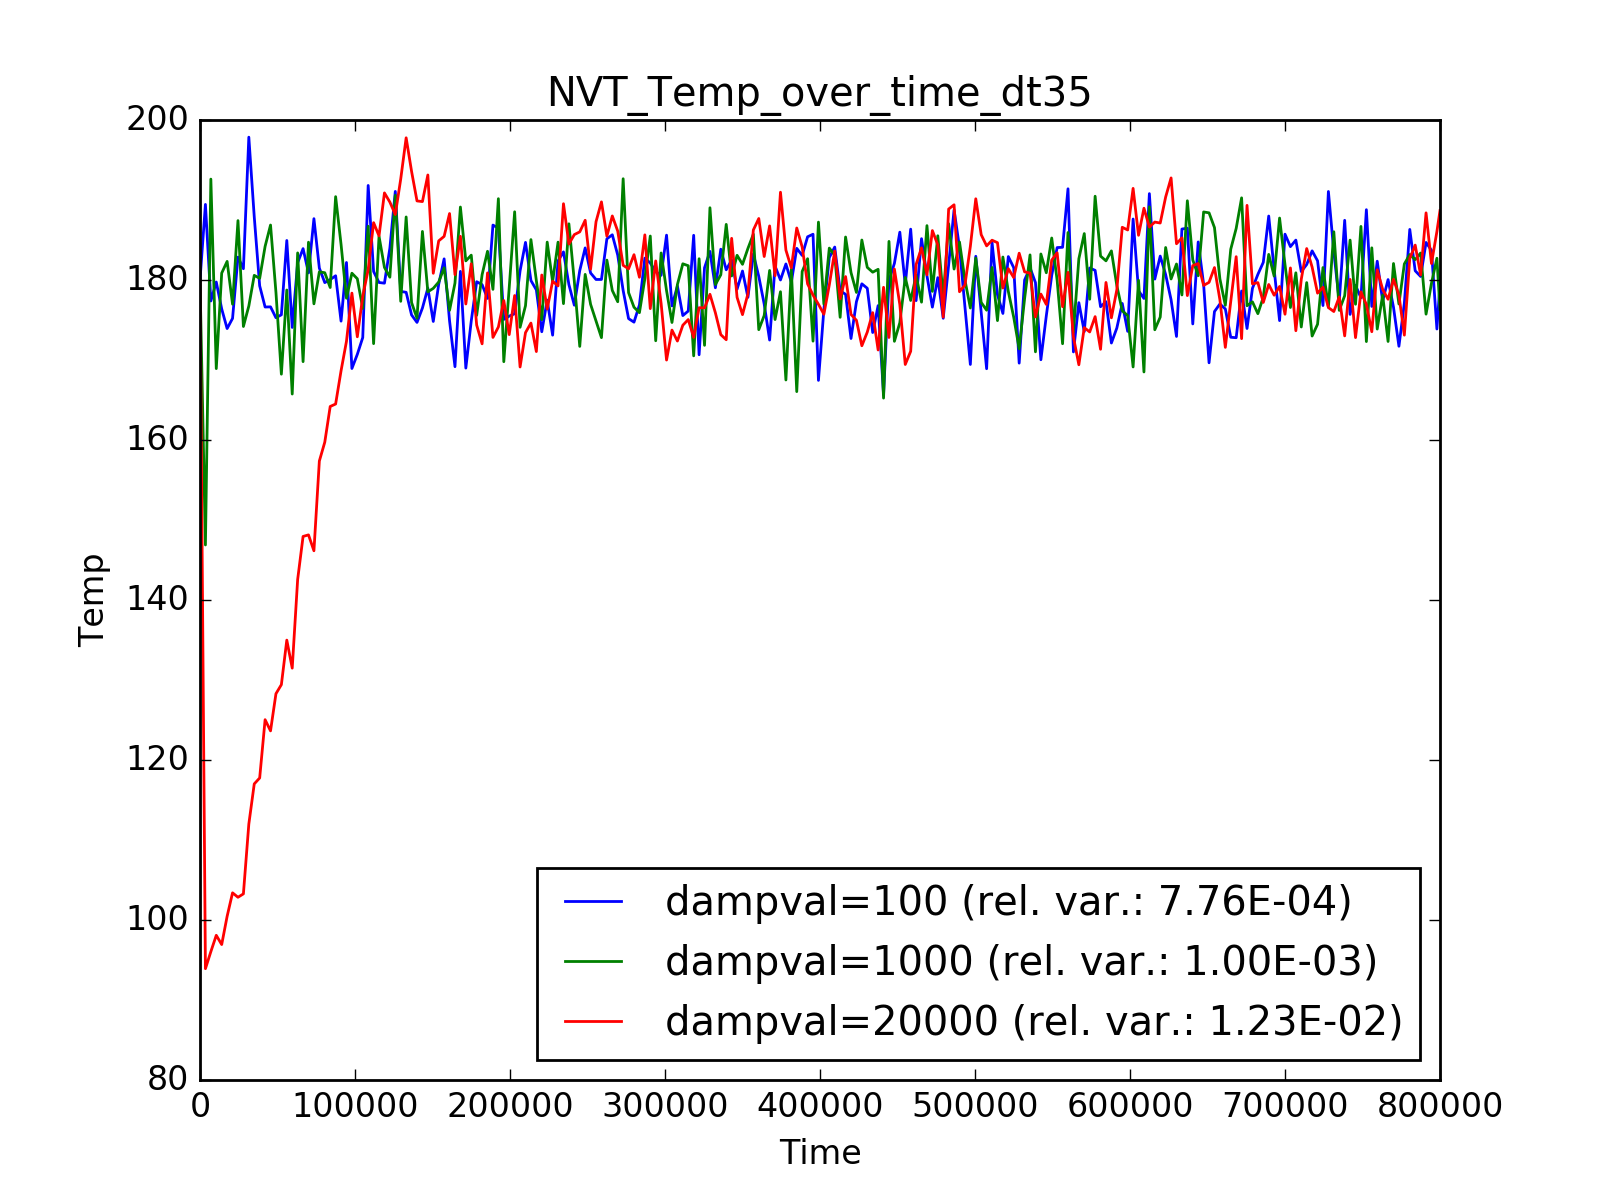 NVT_Temp_over_time_dt35
200
180
160
140
120
100
80
Temp
dampval=100 (rel. var.: 7.76E-04)
dampval=1000 (rel. var.: 1.00E-03)
dampval=20000 (rel. var.: 1.23E-02)
0 100000 200000 300000 400000 500000 600000 700000 800000
Time